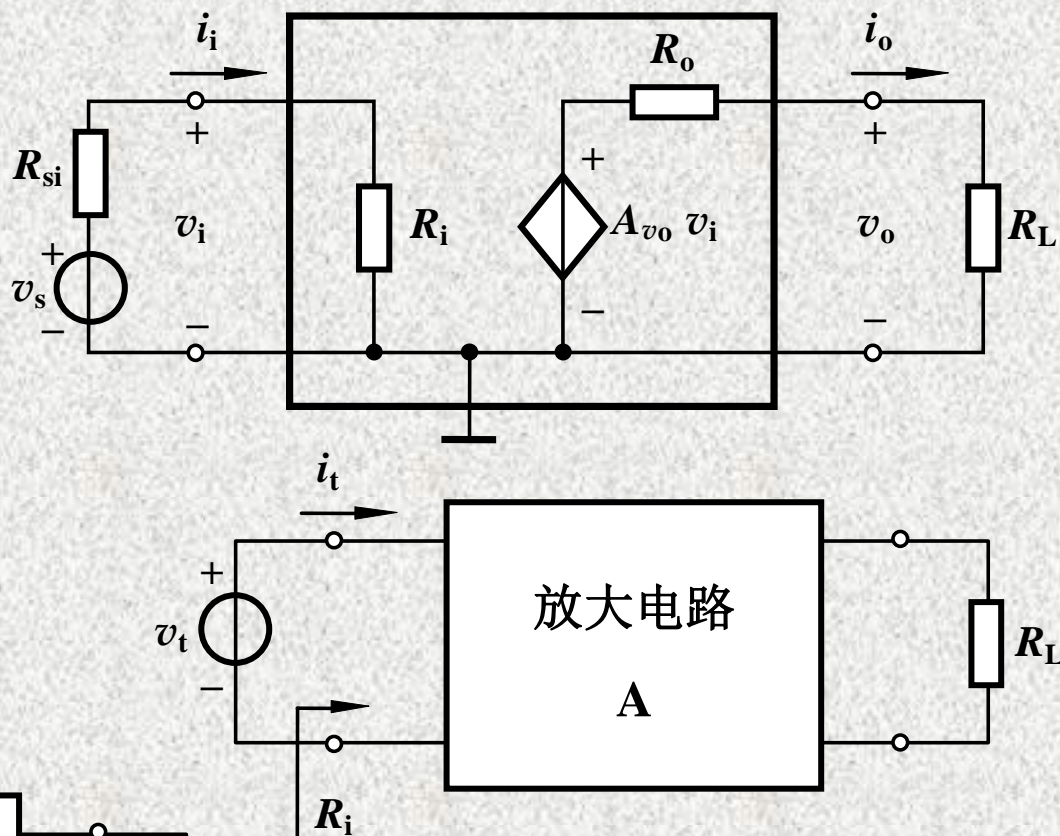 i_i i_o
R_o
+ + +
R_si v_i R_i A_vo v_i v_o R_L
+
v_s
− − − −
i_t
+ 放大电路
v_t R_L
− A
R_i